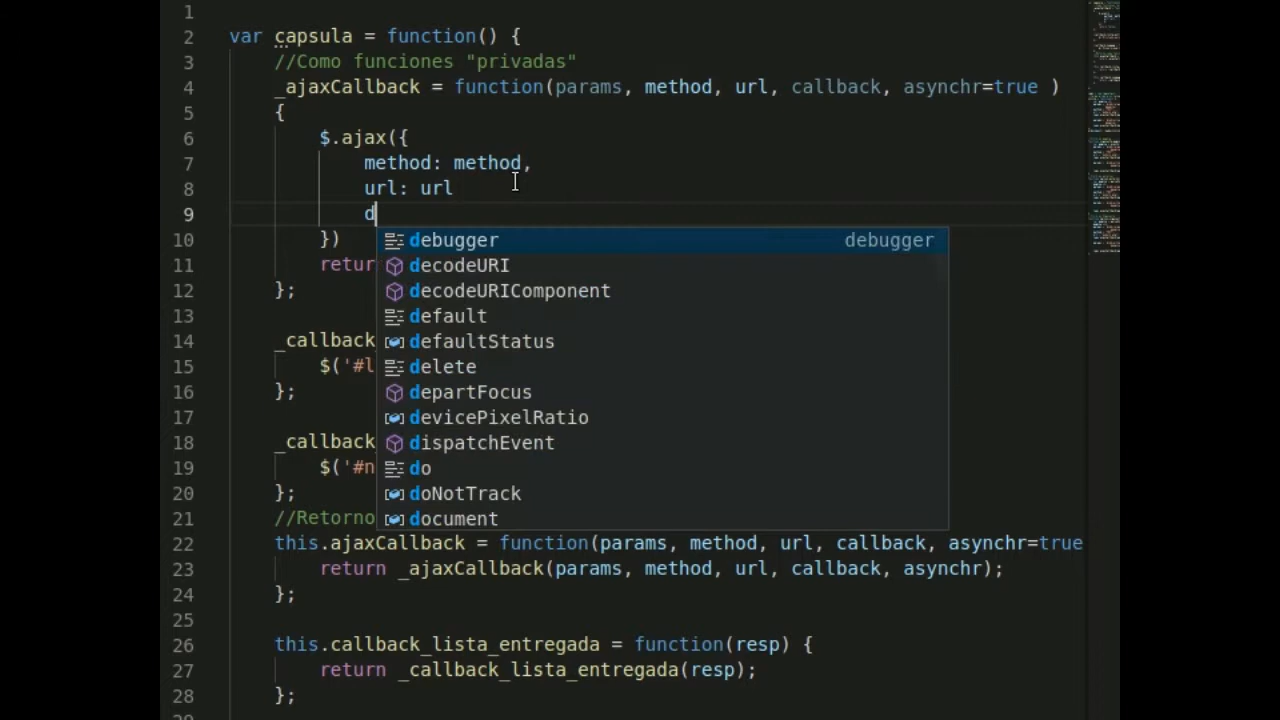 1
2 var capsula = function() {
3 //Como funciones "privadas"
4 _ajaxCallback = function(params, method, url, callback, asynchr=true )
5 {
6 $.ajax({
7 method: method,
8 url: url
9 d
debugger debugger
10 })
decodeURI
11 retur
decodeURIComponent
12 };
default
13
defaultStatus
14 _callback
delete
15 $('#l
departFocus
16 };
devicePixelRatio
17
dispatchEvent
18 _callback
do
19 $('#n
doNotTrack
20 };
document
21 //Retorno
22 this.ajaxCallback = function(params, method, url, callback, asynchr=true
23 return _ajaxCallback(params, method, url, callback, asynchr);
24 };
25
26 this.callback_lista_entregada = function(resp) {
27 return _callback_lista_entregada(resp);
28 };